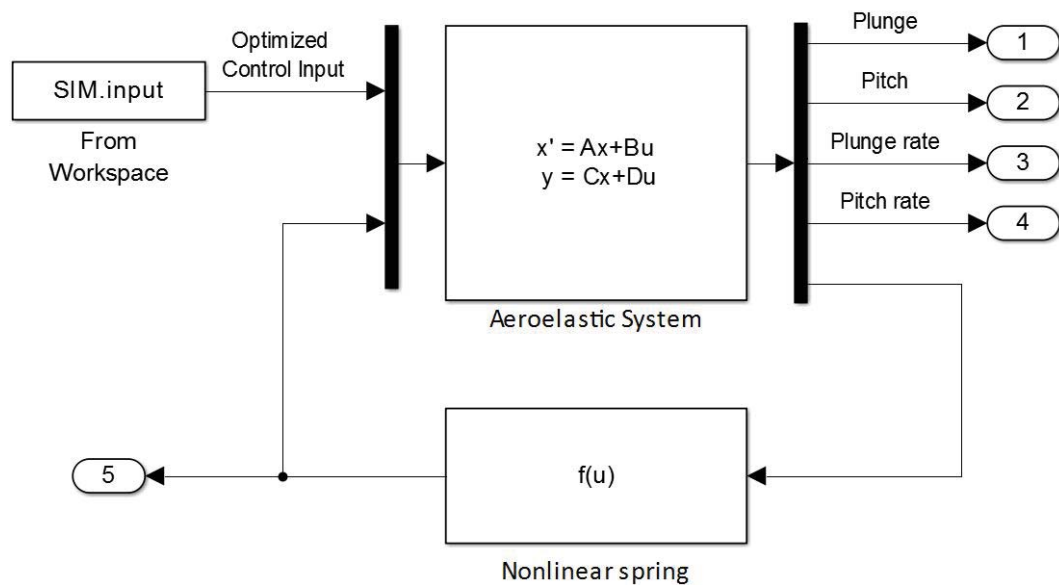 Plunge
1
Optimized
Control Input
SIM.input
From
Workspace
Pitch
2
x' = Ax+Bu
y = Cx+Du
Plunge rate
3
Pitch rate
4
Aeroelastic System
5
f(u)
Nonlinear spring